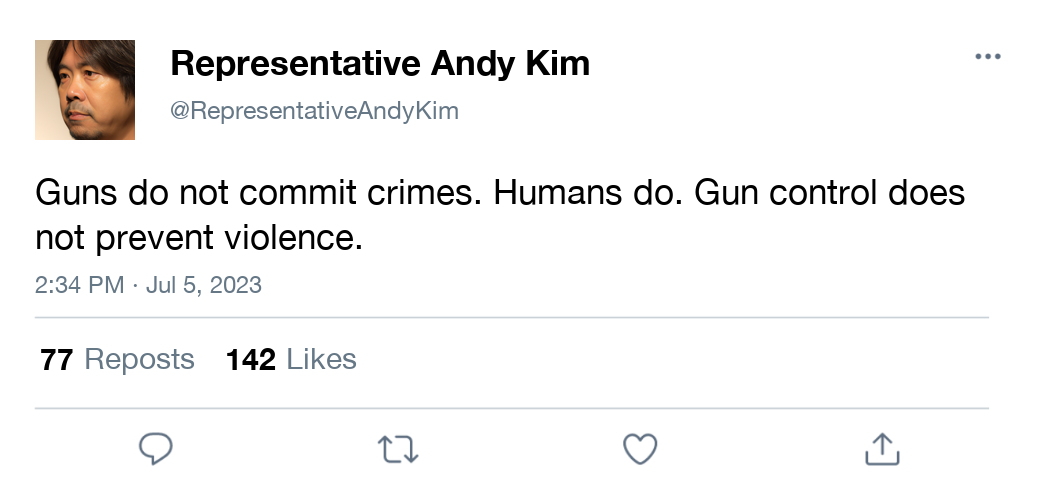 Representative Andy Kim
@RepresentativeAndyKim
Guns do not commit crimes. Humans do. Gun control does
not prevent violence.
2:34 PM · Jul 5, 2023
77 Reposts 142 Likes